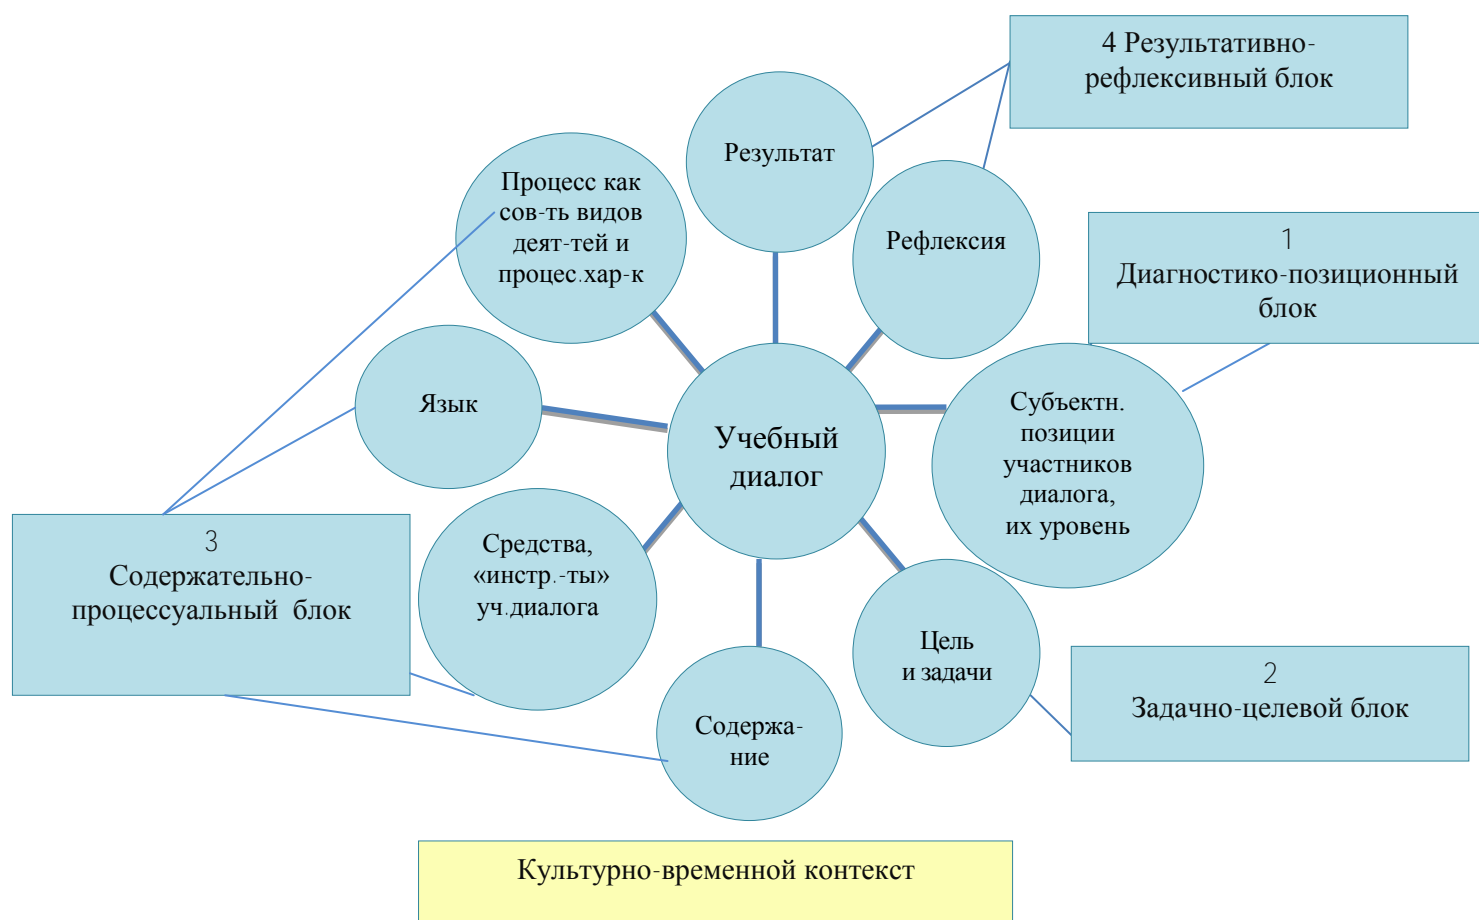 4 Результативно-
рефлексивный блок
Результат
Процесс как
сов-ть видов
деят-тей и
процес.хар-к
Рефлексия
1
Диагностико-позиционный
блок
Язык
Учебный
диалог
Субъектн.
позиции
участников
диалога,
их уровень
3
Содержательно-
процессуальный блок
Средства,
«инстр.-ты»
уч.диалога
Цель
и задачи
2
Задачно-целевой блок
Содержа-
ние
Культурно-временной контекст